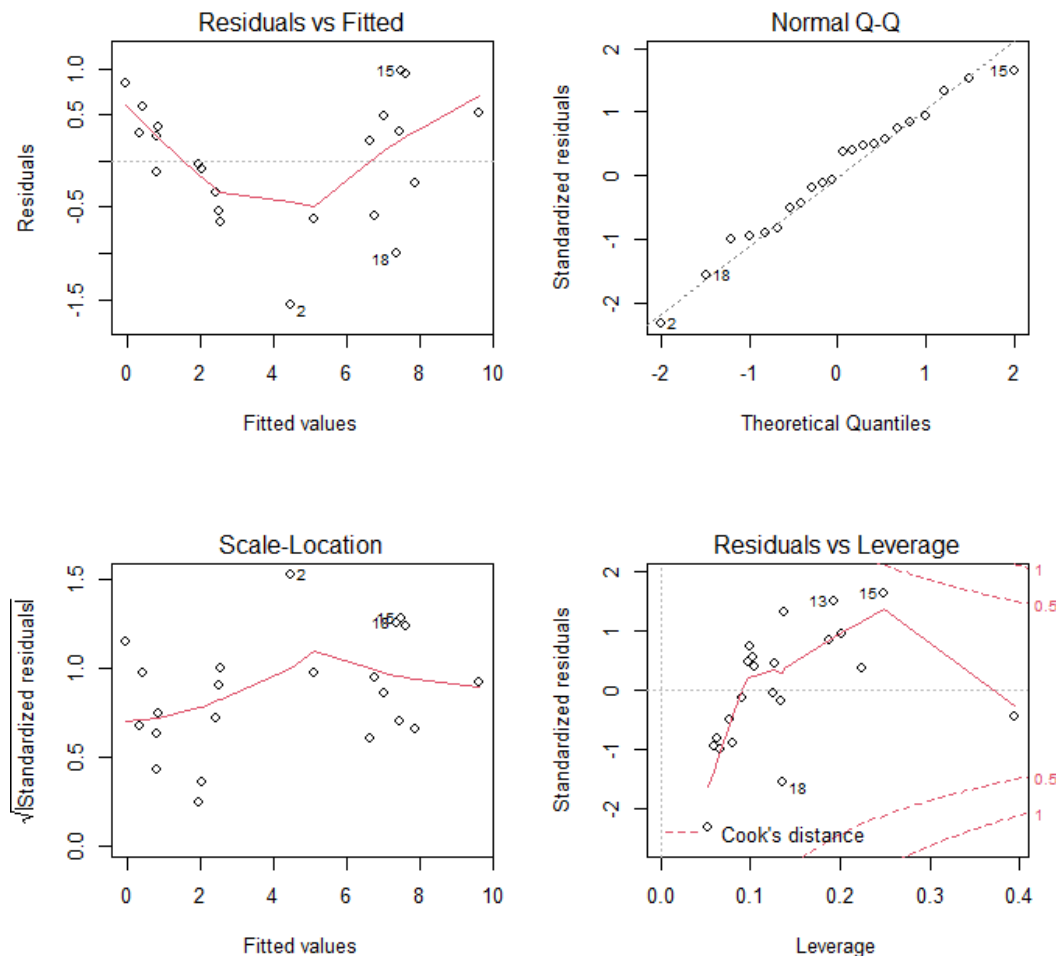 Residuals vs Fitted
Residuals
1.0
0.5
-0.5
-1.5
15
18
2
0 2 4 6 8 10
Fitted values
Normal Q-Q
Standardized residuals
2
1
0
-1
-2
15
18
2
-2 -1 0 1 2
Theoretical Quantiles
Scale-Location
√|Standardized residuals|
1.5
1.0
0.5
0.0
2
15
18
0 2 4 6 8 10
Fitted values
Residuals vs Leverage
Standardized residuals
2
1
0
-1
-2
13
15
18
1
0.5
0.5
1
Cook's distance
0.0 0.1 0.2 0.3 0.4
Leverage